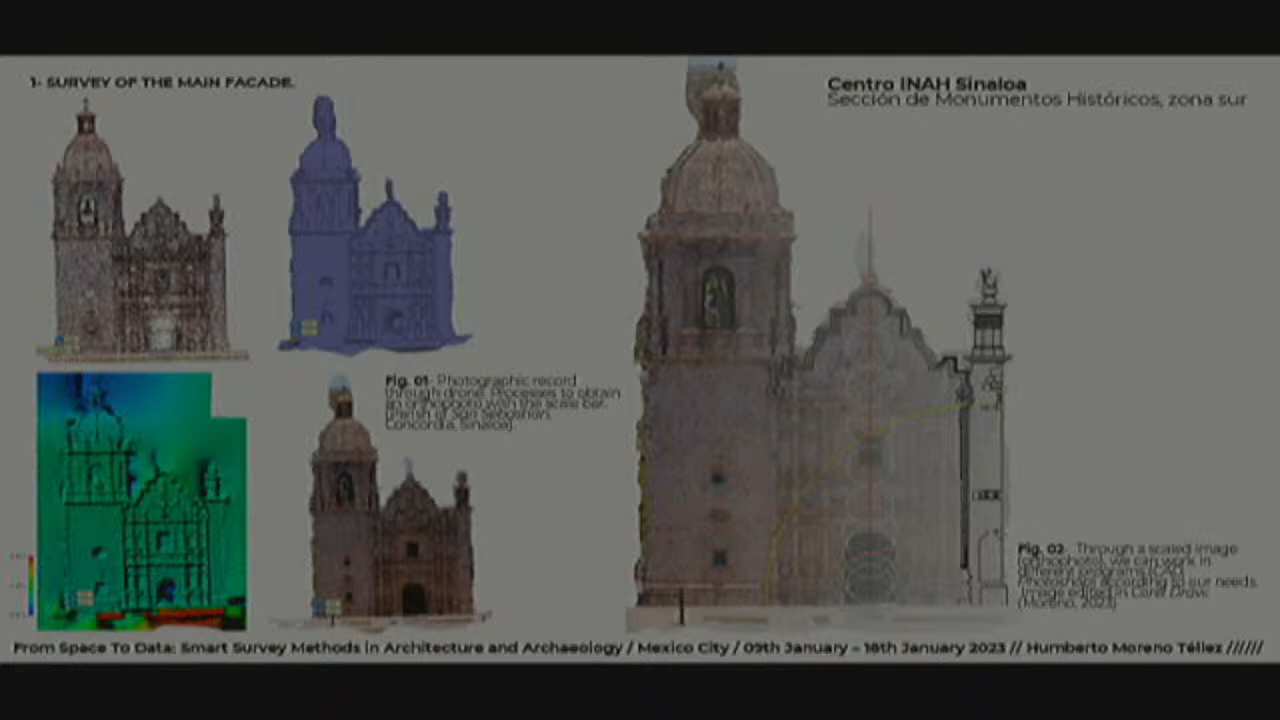 1- SURVEY OF THE MAIN FACADE.
Centro INAH Sinaloa
Sección de Monumentos Históricos, zona sur
Fig. 01- Photographic record
through drone. Processes to obtain
an orthophoto with the scale bar.
(Parish of San Sebastian,
Concordia, Sinaloa).
Fig. 02- Through a scaled image
(orthophoto), we can work in
different programs (CAD,
Photoshop) according to our needs.
Image edited in Corel Draw.
(Moreno, 2023)
From Space To Data: Smart Survey Methods in Architecture and Archaeology / Mexico City / 09th January – 18th January 2023 // Humberto Moreno Téllez //////